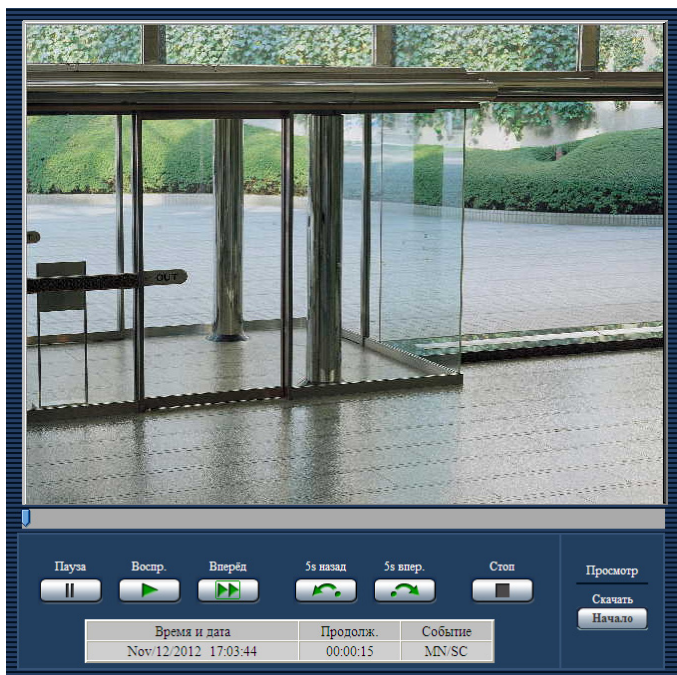 OUT
Пауза Воспр. Вперёд 5s назад 5s впер. Стоп
Просмотр
Скачать
Начало
Время и дата Продолж. Событие
Nov/12/2012 17:03:44 00:00:15 MN/SC